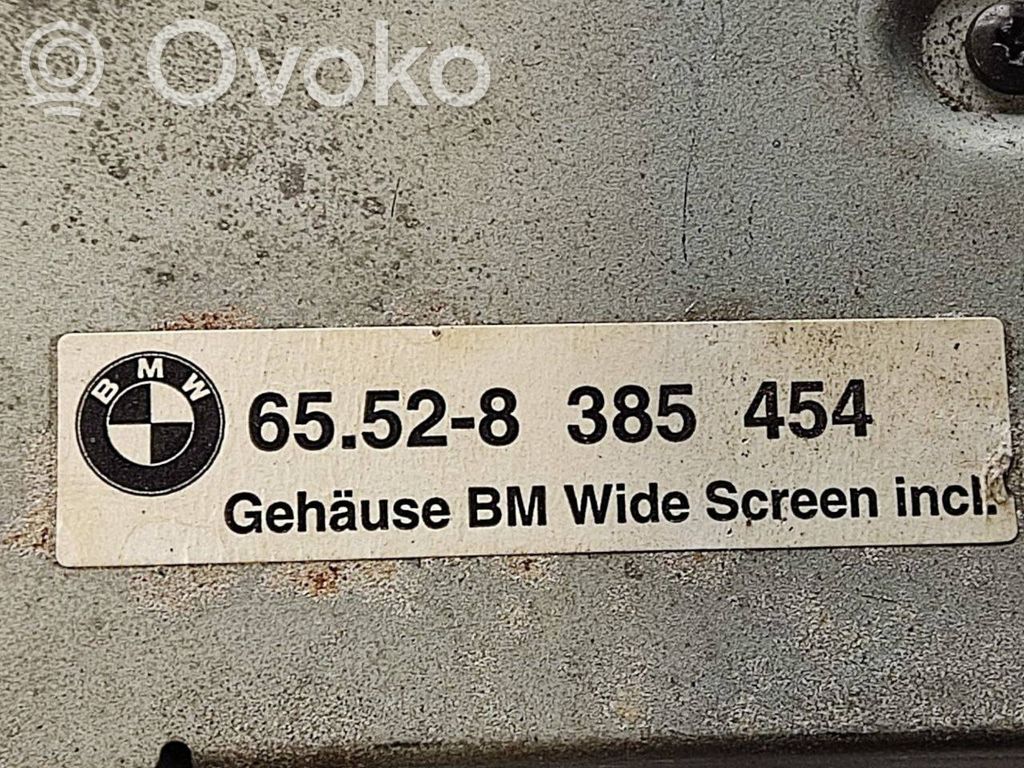 Ovoko
BMW
65.52-8 385 454
Gehäuse BM Wide Screen incl.